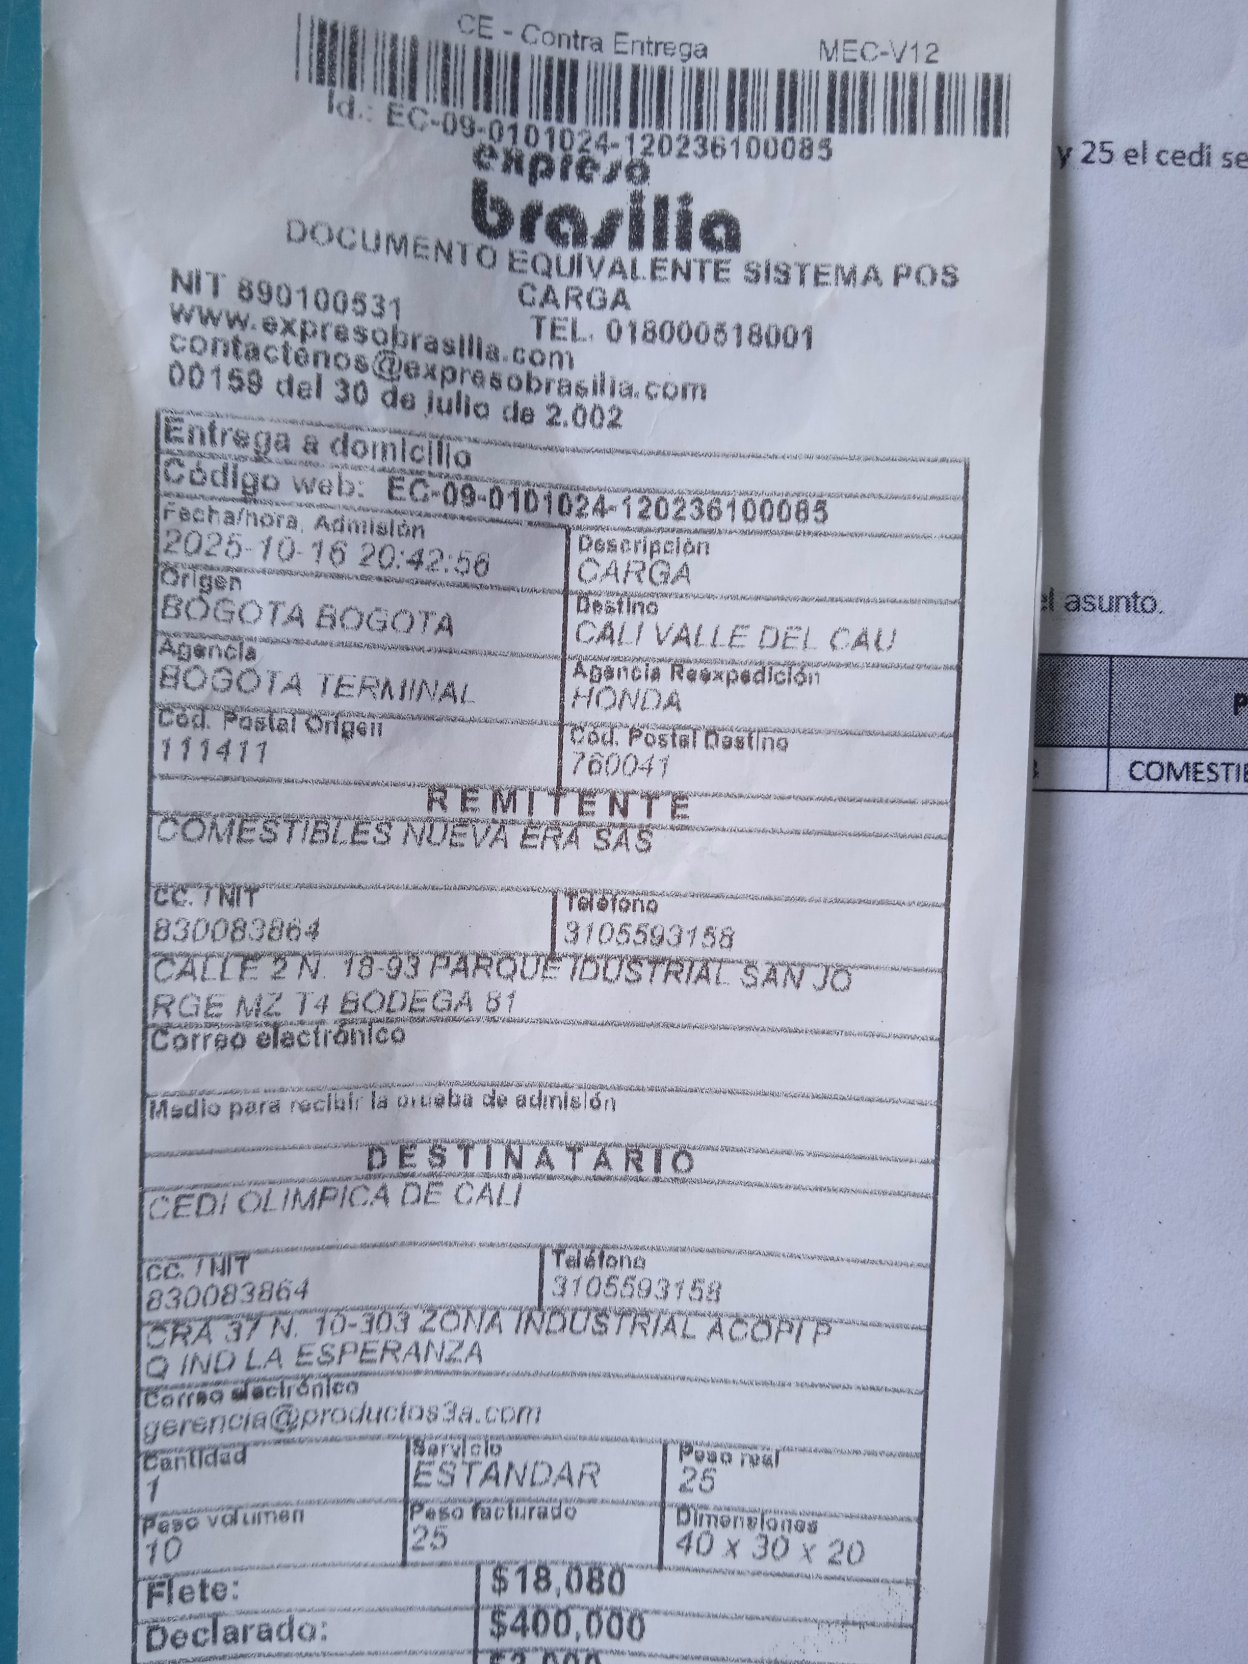 CE - Contra Entrega MEC-V12
Id.: EC-09-0101024-120236100085
expreso
brasilia
DOCUMENTO EQUIVALENTE SISTEMA POS
CARGA
NIT 890100531
TEL. 018000518001
www.expresobrasilia.com
contactenos@expresobrasilia.com
00159 del 30 de julio de 2.002
Entrega a domicilio
Código web: EC-09-0101024-120236100085
Fecha/hora, Admisión
2025-10-16 20:42:56
Descripción
CARGA
Origen
BOGOTA BOGOTA
Destino
CALI VALLE DEL CAU
Agencia
BOGOTA TERMINAL
Agencia Reexpedición
HONDA
Cód. Postal Origen
111411
Cód. Postal Destino
760041
REMITENTE
COMESTIBLES NUEVA ERA SAS
CC. / NIT
830083864
Teléfono
3105593158
CALLE 2 N. 18-93 PARQUE IDUSTRIAL SAN JO
RGE MZ T4 BODEGA 81
Correo electrónico
Medio para recibir la prueba de admisión
DESTINATARIO
CEDI OLIMPICA DE CALI
CC. / NIT
830083864
Teléfono
3105593158
CRA 37 N. 10-303 ZONA INDUSTRIAL ACOPI P
Q IND LA ESPERANZA
Correo electrónico
gerencia@productos3a.com
Cantidad
1
Servicio
ESTANDAR
Peso real
25
Peso volumen
10
Peso facturado
25
Dimensiones
40 x 30 x 20
Flete: $18,080
Declarado: $400,000
y 25 el cedi se
el asunto.
COMESTIB